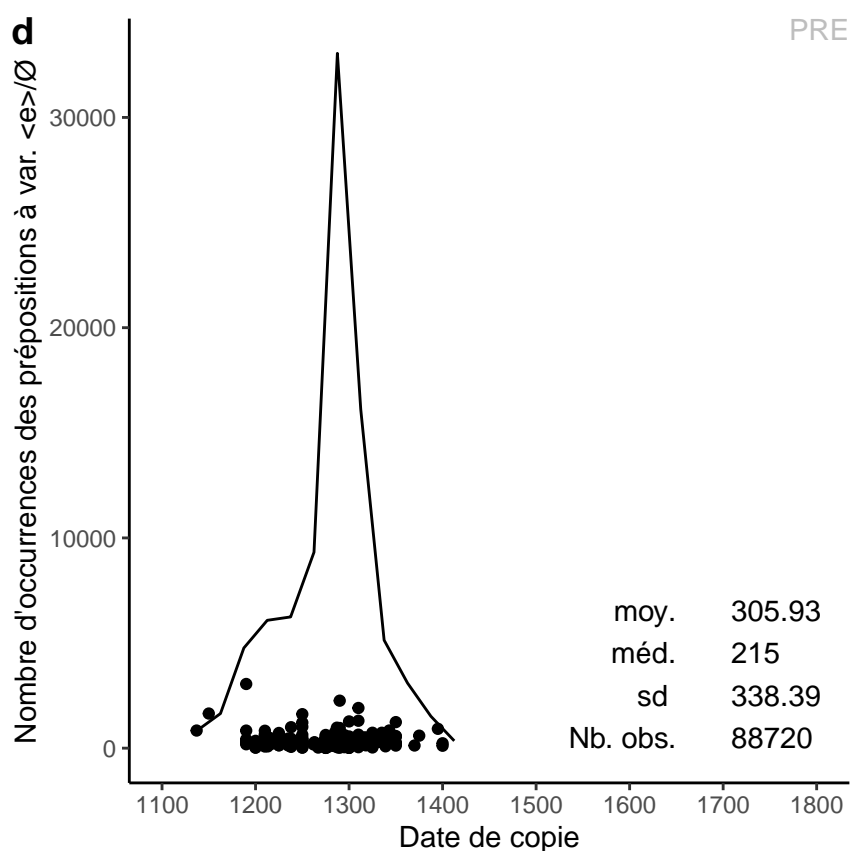 d
PRE
Nombre d'occurrences des prépositions à var. <e>/Ø
30000
20000
10000
0
moy. 305.93
méd. 215
sd 338.39
Nb. obs. 88720
1100 1200 1300 1400 1500 1600 1700 1800
Date de copie